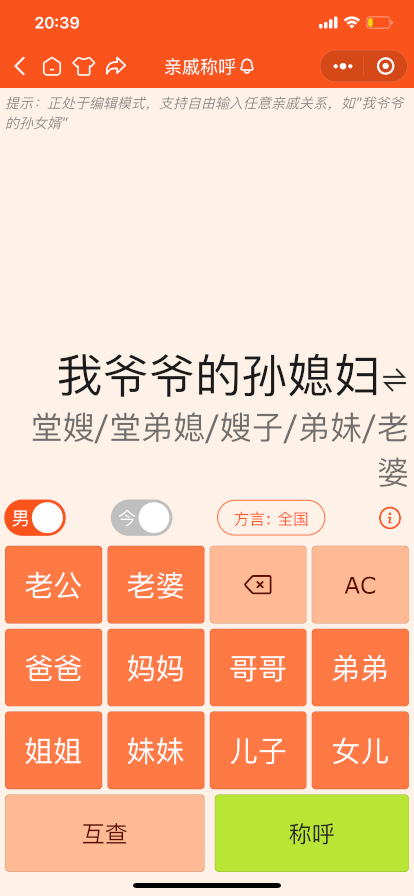 20:39
亲戚称呼
提示：正处于编辑模式，支持自由输入任意亲戚关系，如"我爷爷
的孙女婿"
我爷爷的孙媳妇⇌
堂嫂/堂弟媳/嫂子/弟妹/老
婆
男 今 方言：全国
老公 老婆 AC
爸爸 妈妈 哥哥 弟弟
姐姐 妹妹 儿子 女儿
互查 称呼